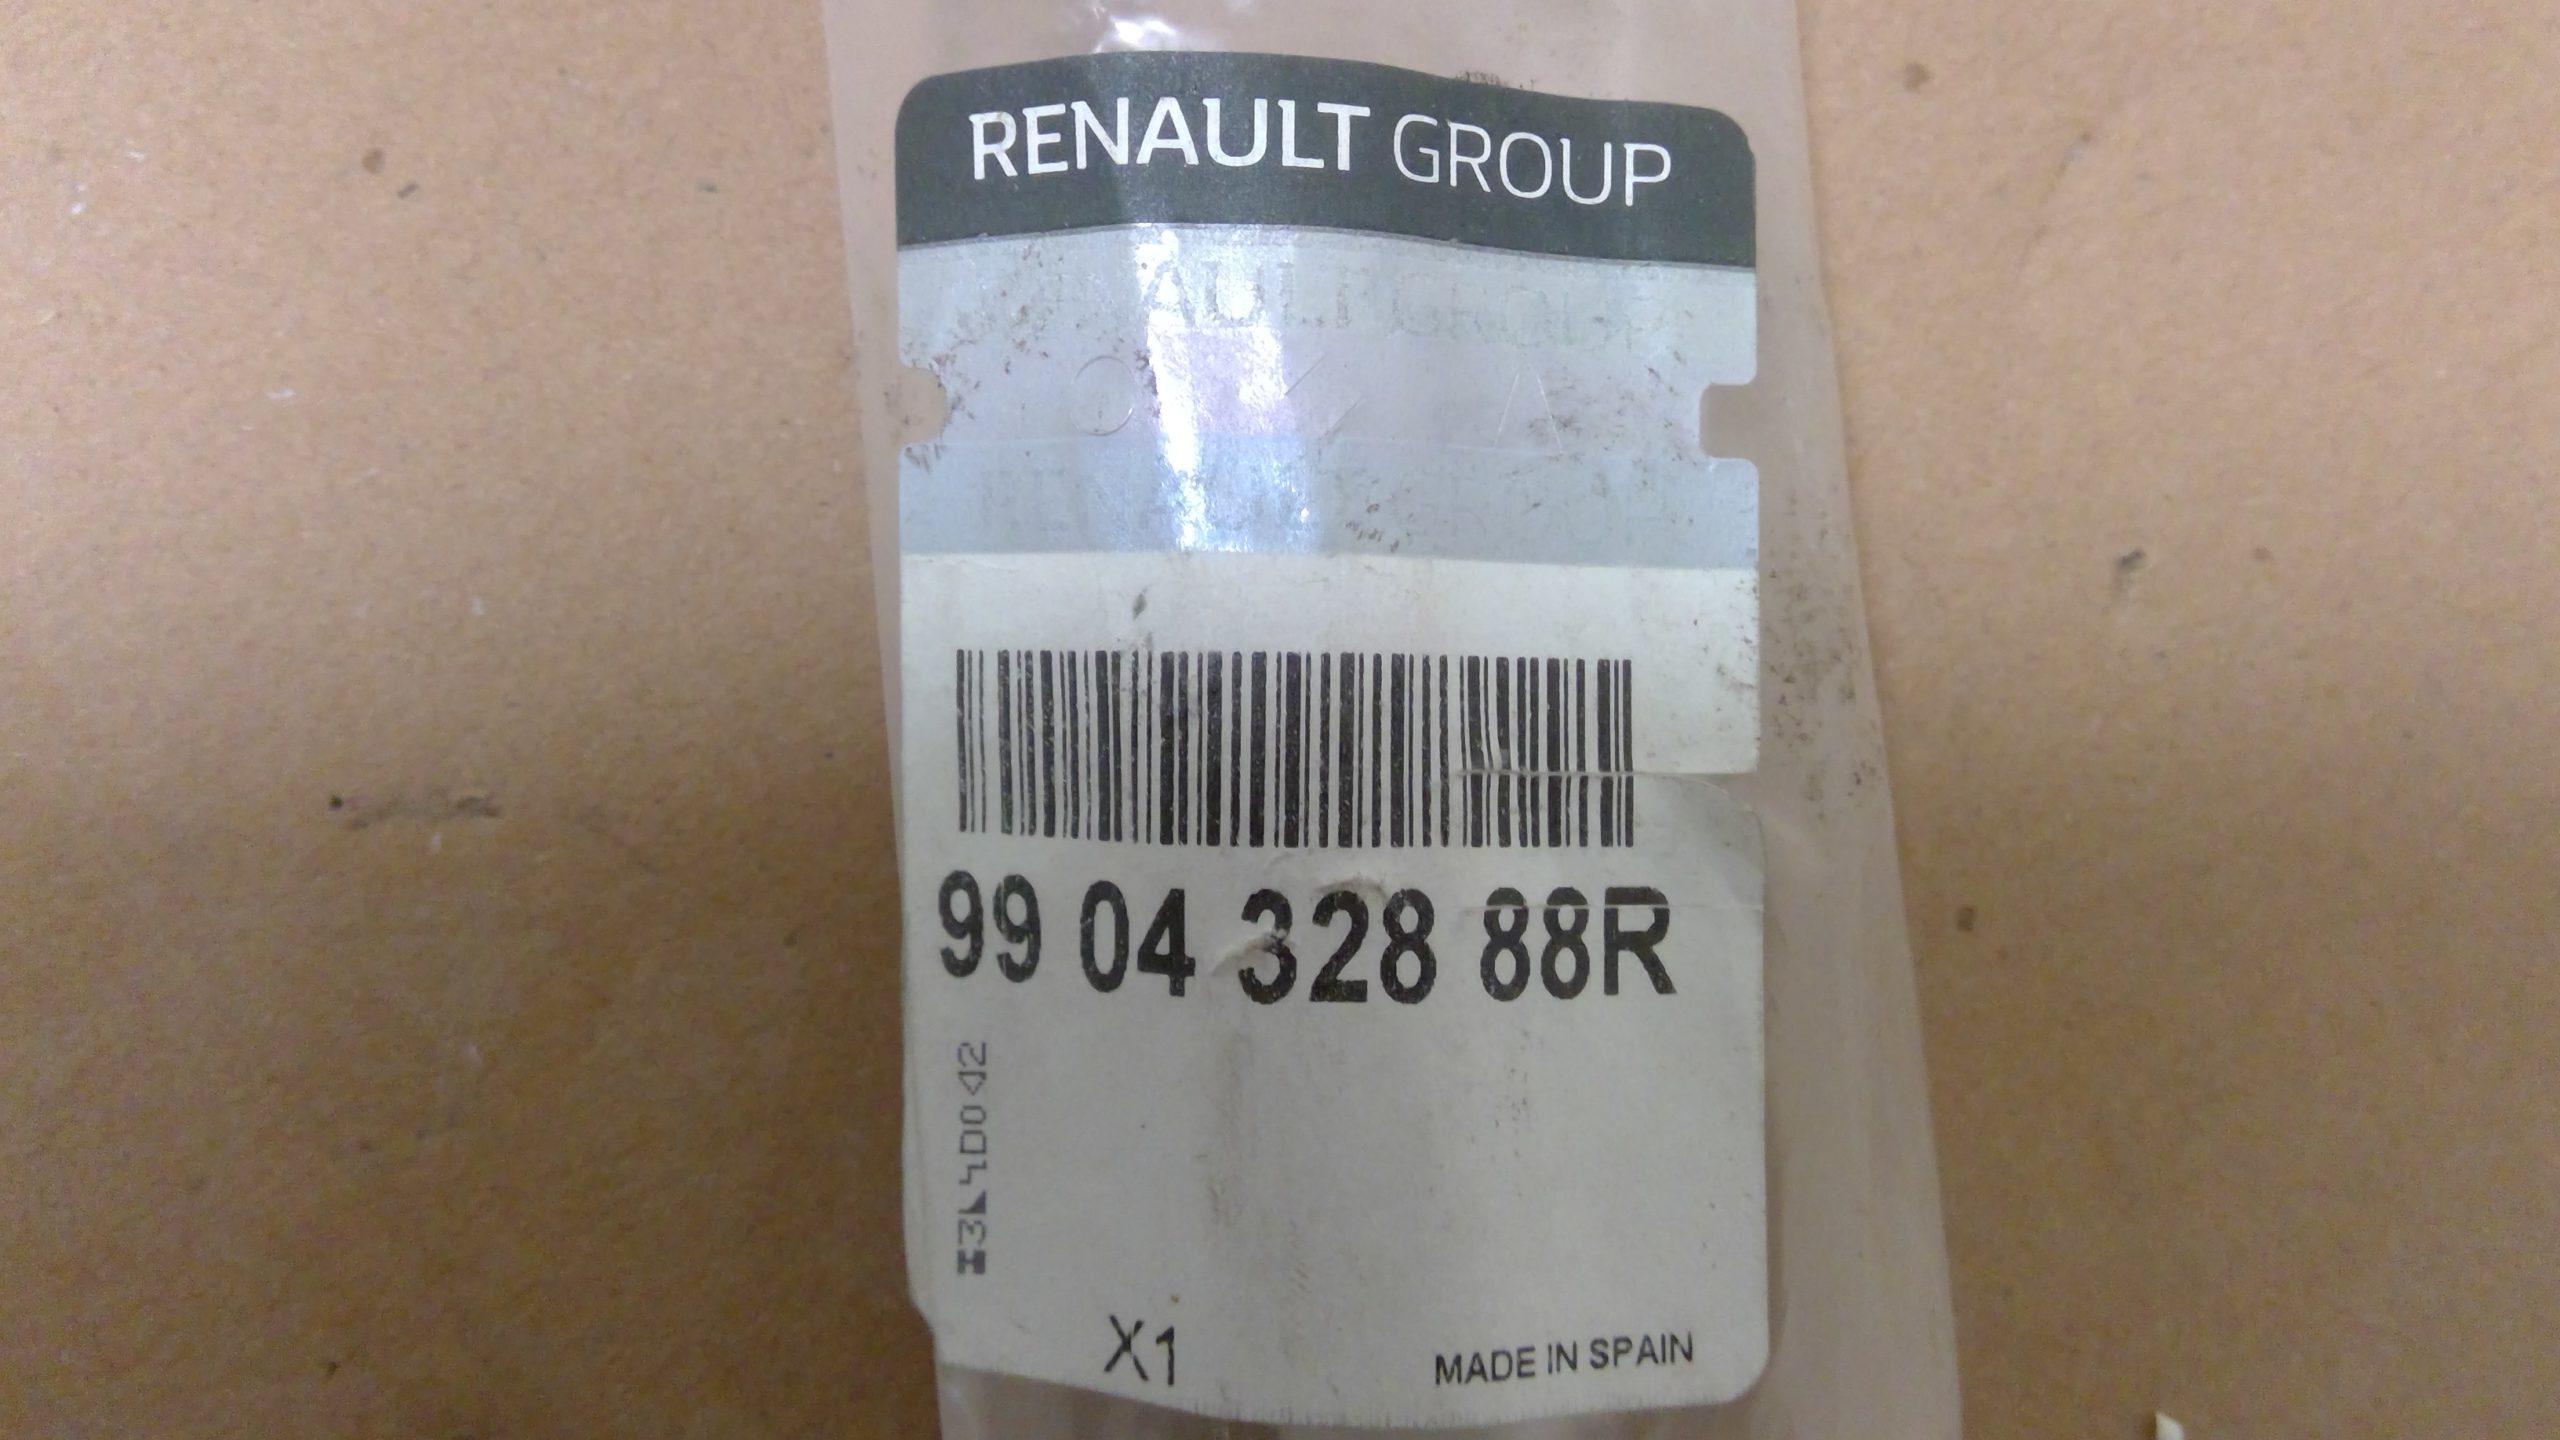 RENAULT GROUP
99 04 328 88R
X1
MADE IN SPAIN